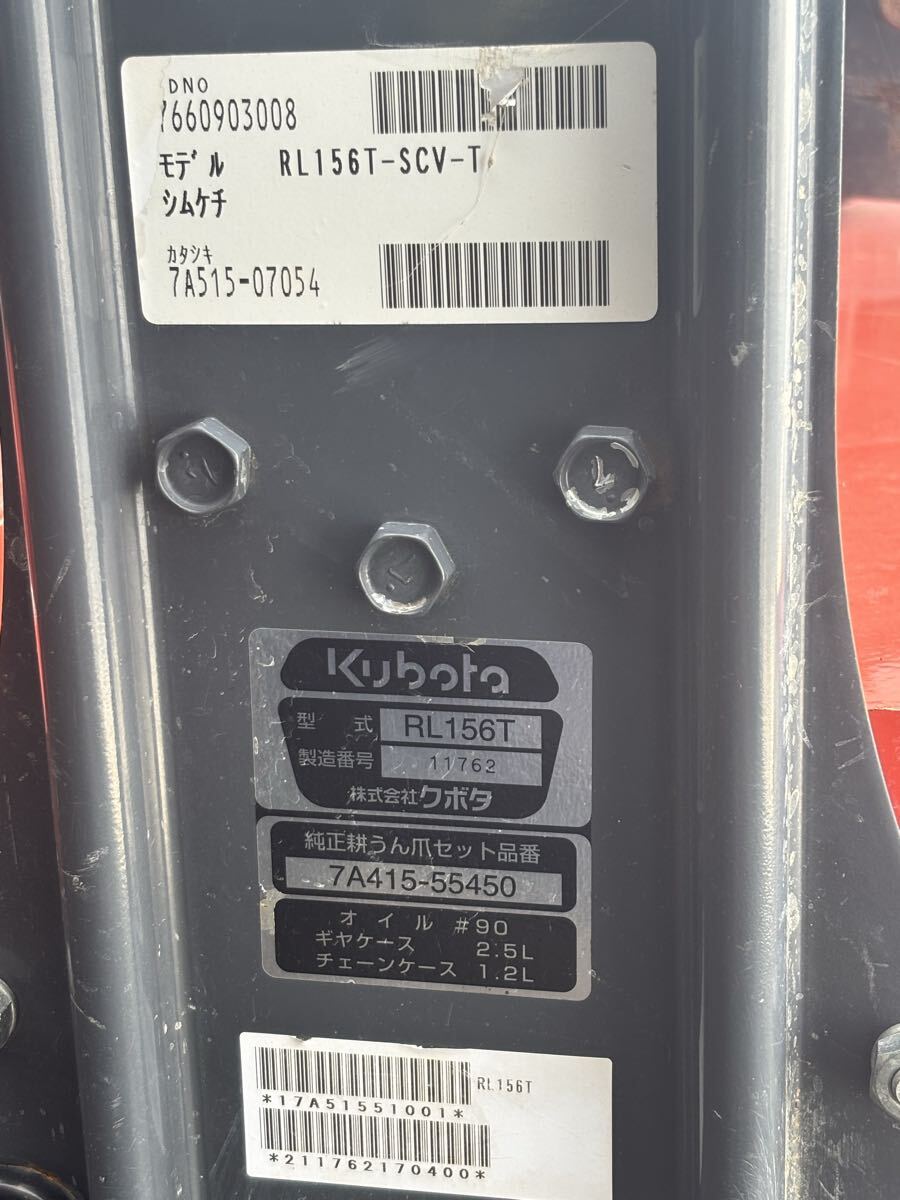 DNO
7660903008
モデル RL156T-SCV-T
シムケチ
カタシキ
7A515-07054
7
7
7
Kubota
型式 RL156T
製造番号 11762
株式会社クボタ
純正耕うん爪セット品番
7A415-55450
オイル #90
ギヤケース 2.5L
チェーンケース 1.2L
RL156T
*17A51551001*
*211762170400*